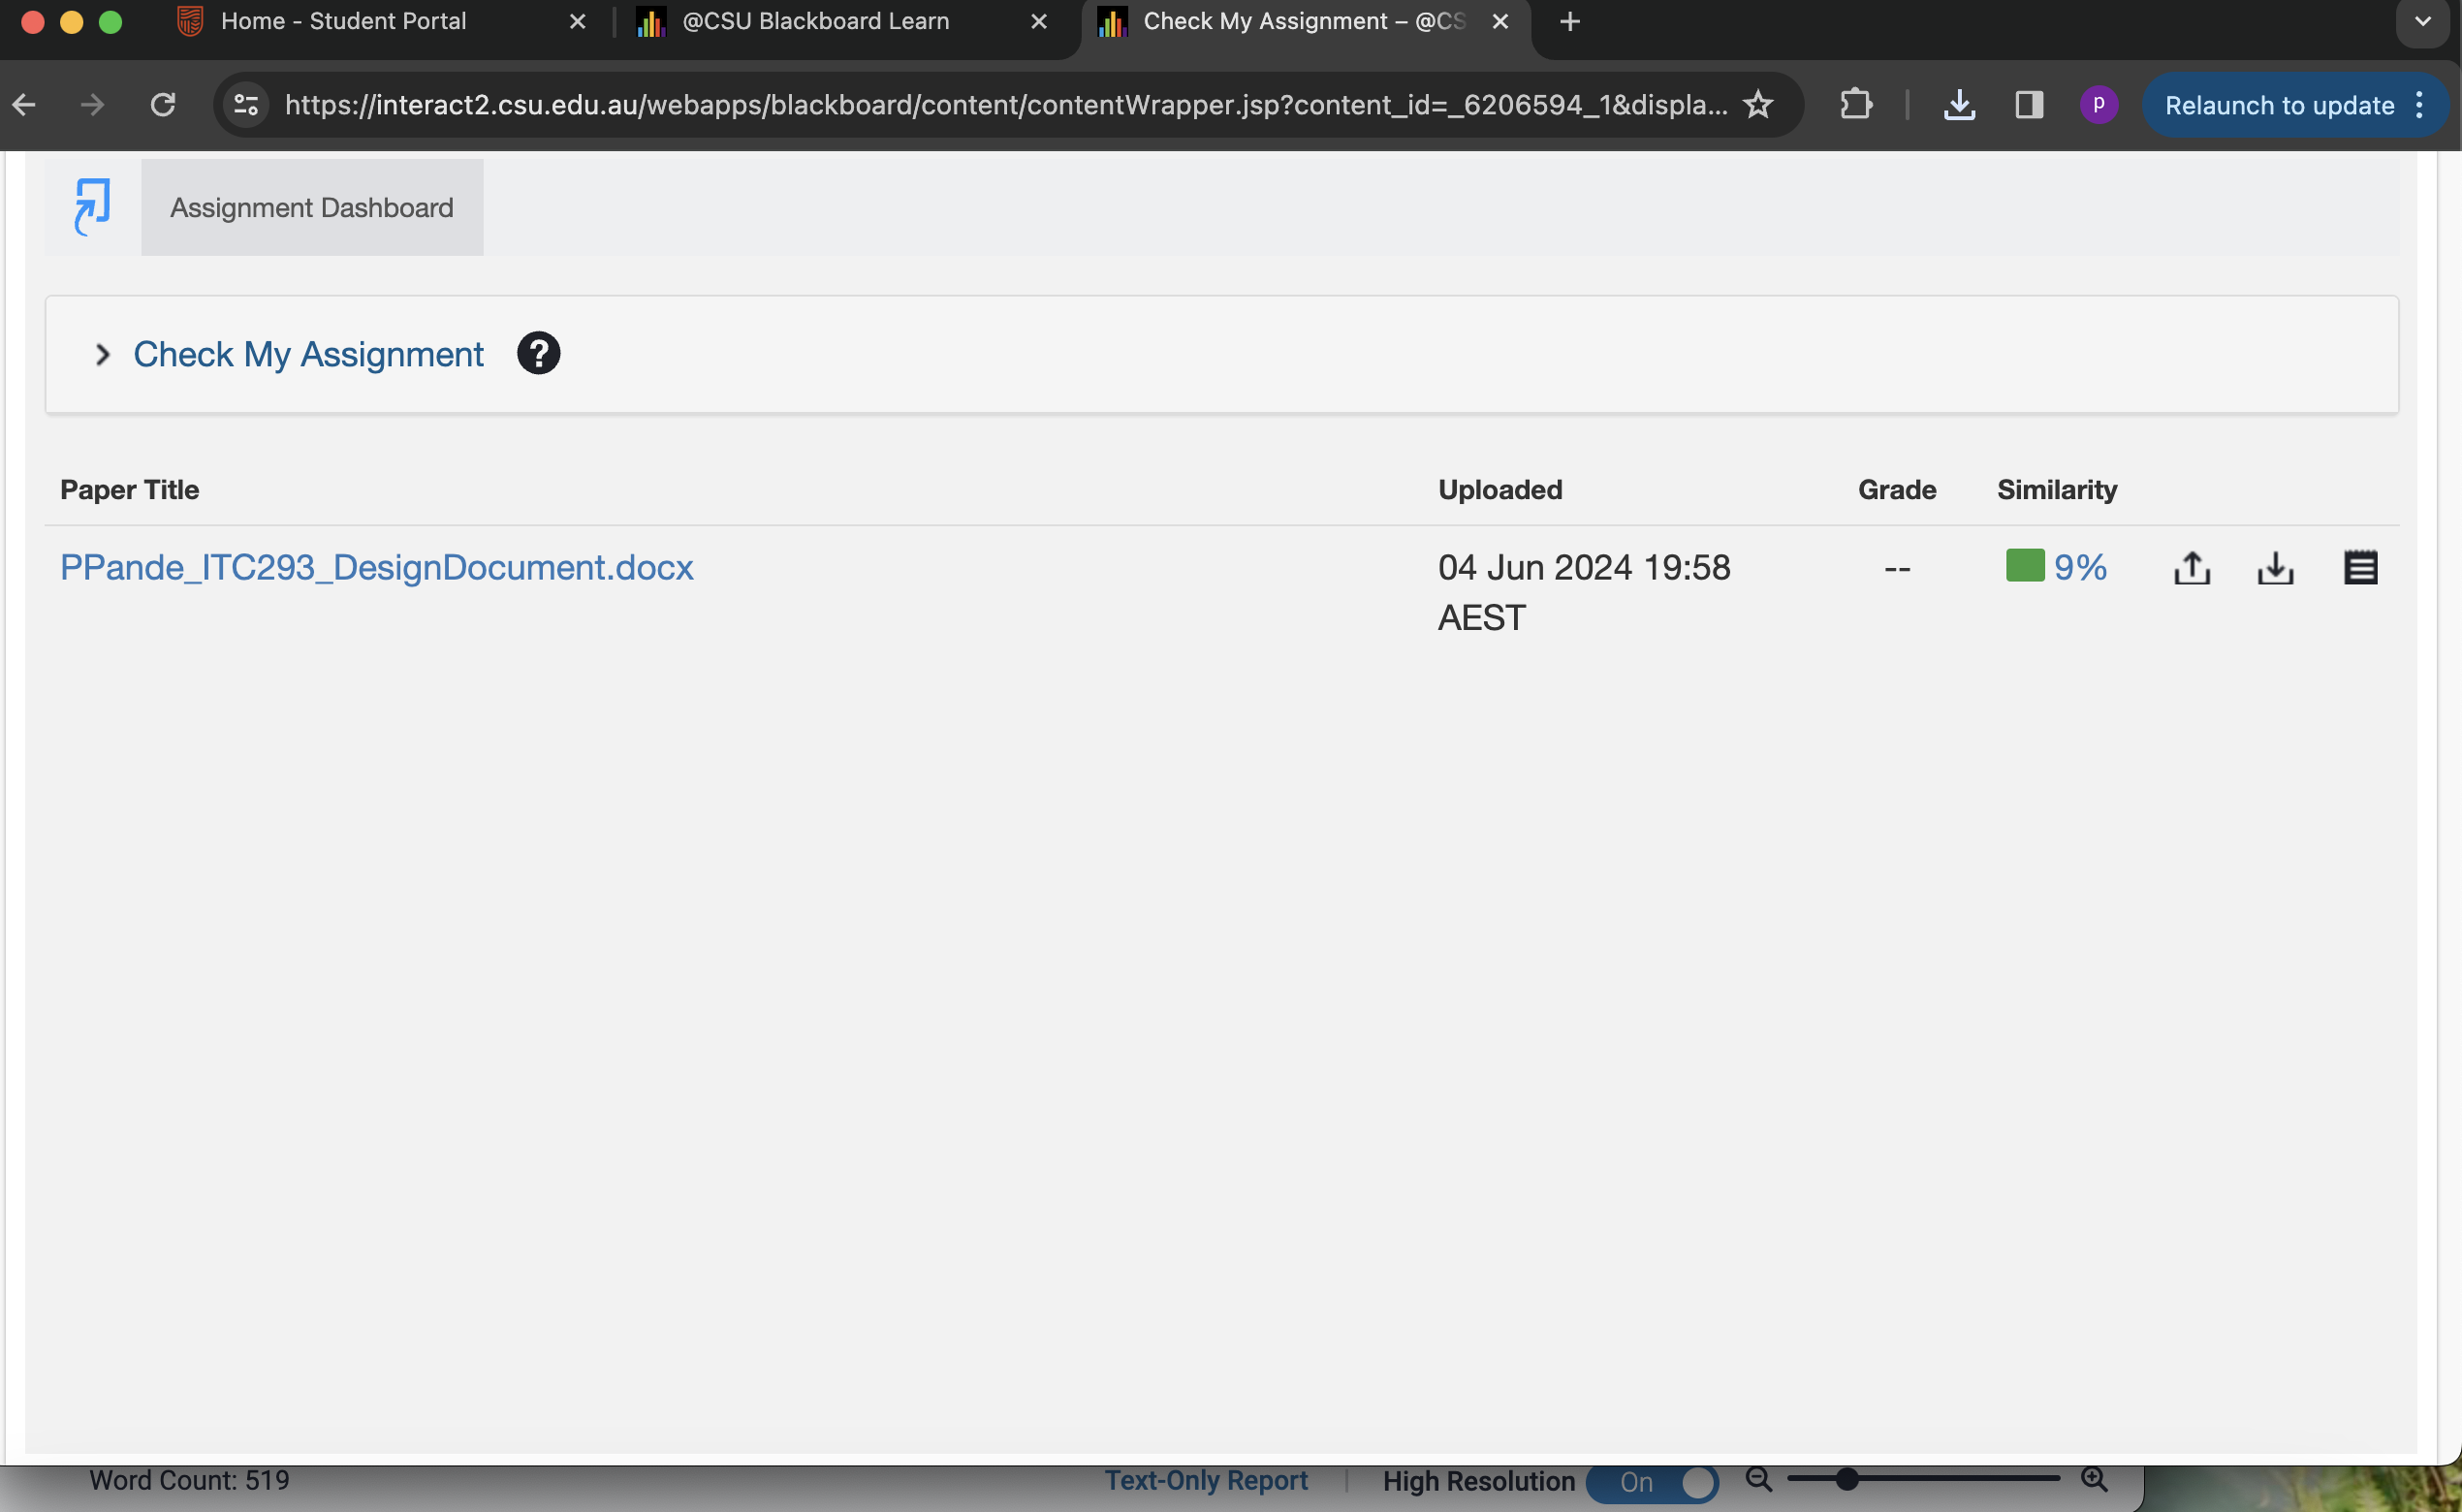 Home - Student Portal
@CSU Blackboard Learn
Check My Assignment – @CS
https://interact2.csu.edu.au/webapps/blackboard/content/contentWrapper.jsp?content_id=_6206594_1&displa...
p
Relaunch to update
Assignment Dashboard
Check My Assignment ?
Paper Title Uploaded Grade Similarity
PPande_ITC293_DesignDocument.docx 04 Jun 2024 19:58 -- 9%
AEST
Word Count: 519 Text-Only Report | High Resolution On